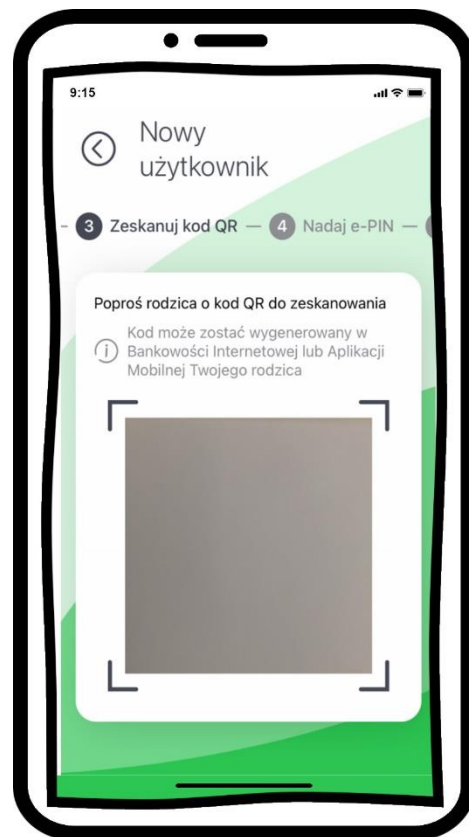 9:15
Nowy
użytkownik
3 Zeskanuj kod QR — 4 Nadaj e-PIN —
Poproś rodzica o kod QR do zeskanowania
Kod może zostać wygenerowany w
Bankowości Internetowej lub Aplikacji
Mobilnej Twojego rodzica